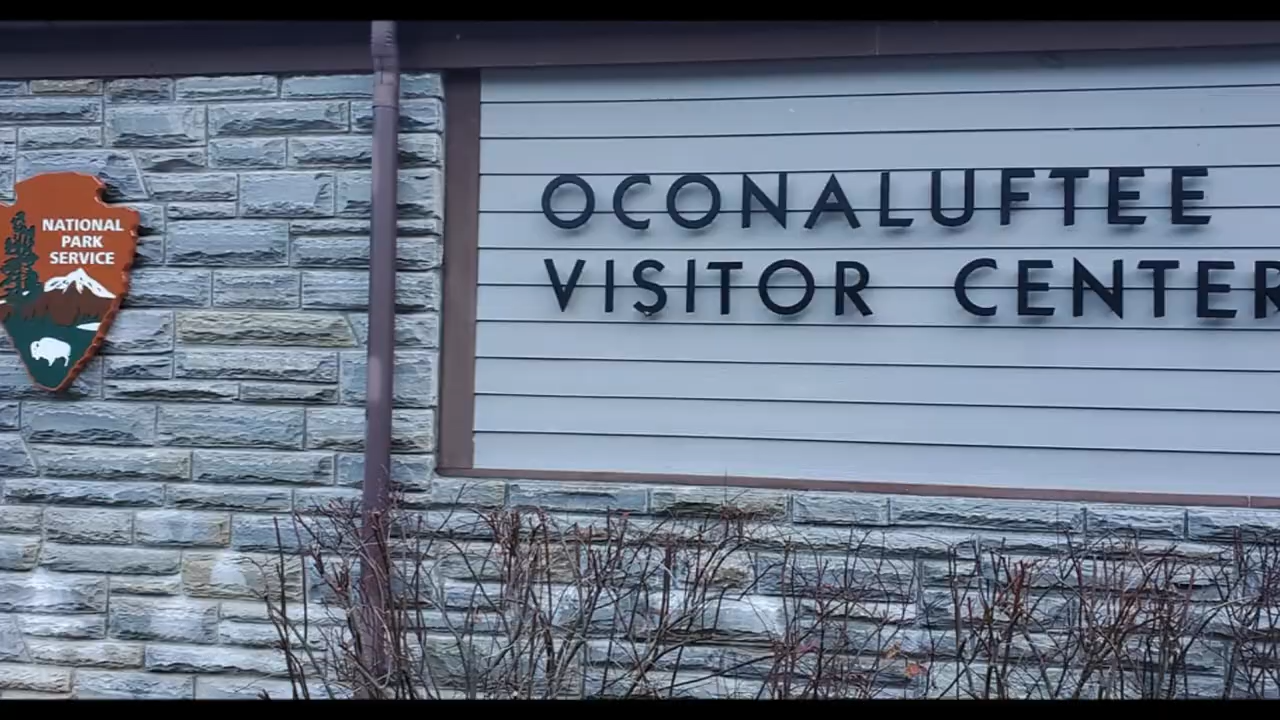 NATIONAL
PARK
SERVICE
OCONALUFTEE
VISITOR CENTER